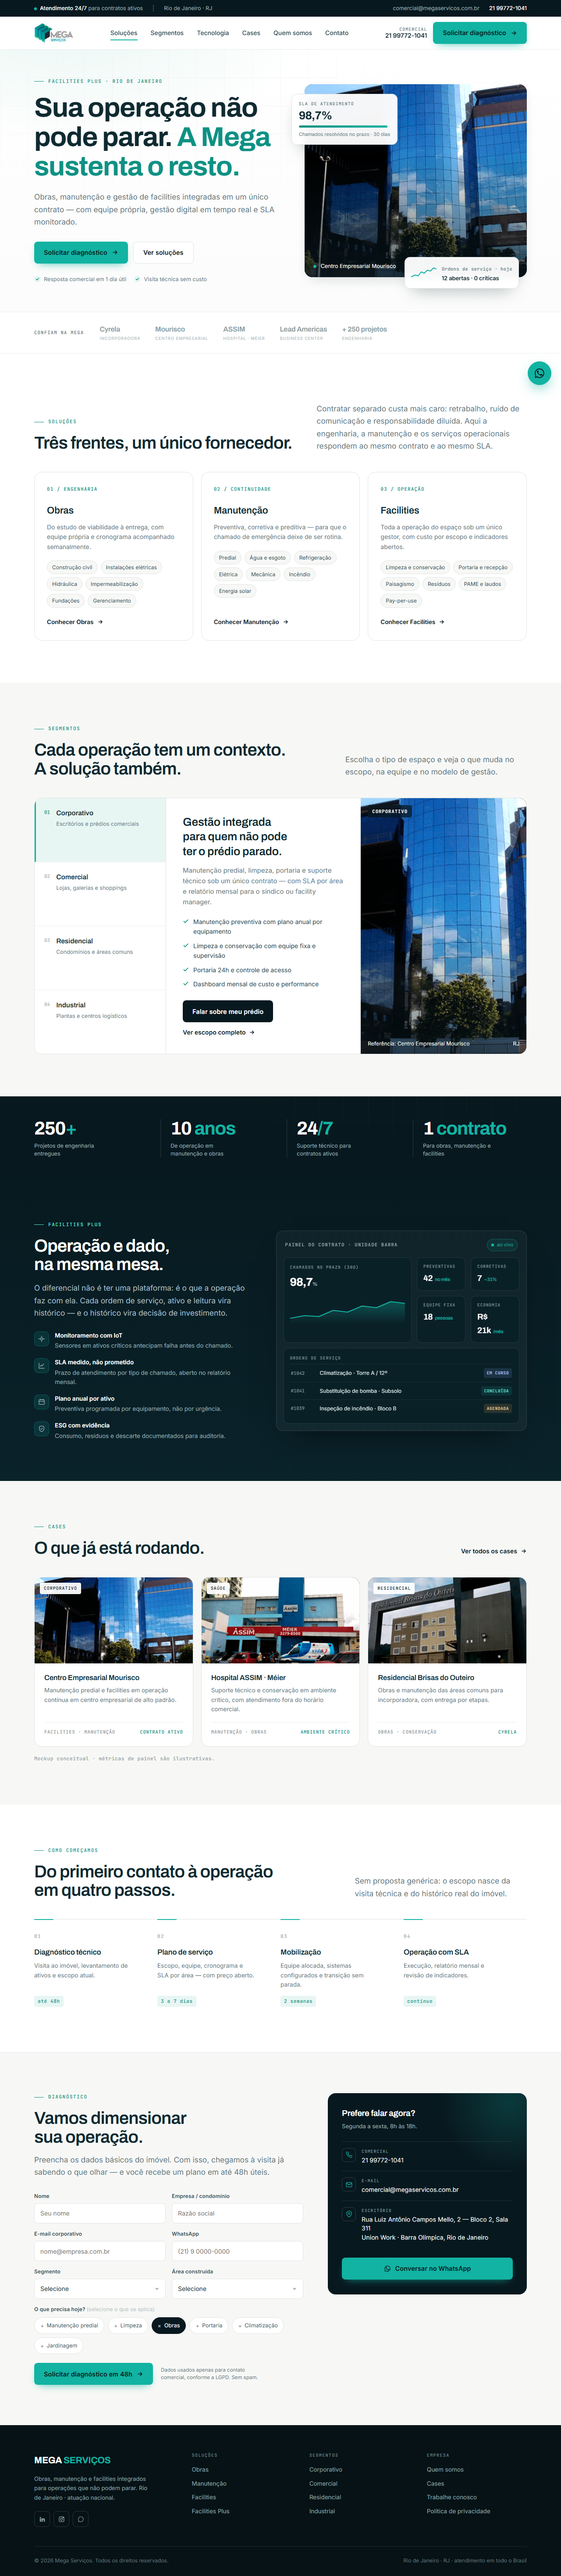 Atendimento 24/7 para contratos ativos
Rio de Janeiro · RJ
comercial@megaservicos.com.br
21 99772-1041
MEGA
SERVIÇOS
Soluções
Segmentos
Tecnologia
Cases
Quem somos
Contato
COMERCIAL
21 99772-1041
Solicitar diagnóstico →
FACILITIES PLUS · RIO DE JANEIRO
Sua operação não
pode parar. A Mega
sustenta o resto.
Obras, manutenção e gestão de facilities integradas em um único
contrato — com equipe própria, gestão digital em tempo real e SLA
monitorado.
Solicitar diagnóstico →
Ver soluções
Resposta comercial em 1 dia útil
Visita técnica sem custo
SLA DE ATENDIMENTO
98,7%
Chamados resolvidos no prazo · 30 dias
Centro Empresarial Mourisco
Ordens de serviço · hoje
12 abertas · 0 críticas
CONFIAM NA MEGA
Cyrela
INCORPORADORA
Mourisco
CENTRO EMPRESARIAL
ASSIM
HOSPITAL · MÉIER
Lead Americas
BUSINESS CENTER
+ 250 projetos
ENGENHARIA
SOLUÇÕES
Três frentes, um único fornecedor.
Contratar separado custa mais caro: retrabalho, ruído de
comunicação e responsabilidade diluída. Aqui a
engenharia, a manutenção e os serviços operacionais
respondem ao mesmo contrato e ao mesmo SLA.
01 / ENGENHARIA
Obras
Do estudo de viabilidade à entrega, com
equipe própria e cronograma acompanhado
semanalmente.
Construção civil
Instalações elétricas
Hidráulica
Impermeabilização
Fundações
Gerenciamento
Conhecer Obras →
02 / CONTINUIDADE
Manutenção
Preventiva, corretiva e preditiva — para que o
chamado de emergência deixe de ser rotina.
Predial
Água e esgoto
Refrigeração
Elétrica
Mecânica
Incêndio
Energia solar
Conhecer Manutenção →
03 / OPERAÇÃO
Facilities
Toda a operação do espaço sob um único
gestor, com custo por escopo e indicadores
abertos.
Limpeza e conservação
Portaria e recepção
Paisagismo
Resíduos
PAME e laudos
Pay-per-use
Conhecer Facilities →
SEGMENTOS
Cada operação tem um contexto.
A solução também.
Escolha o tipo de espaço e veja o que muda no
escopo, na equipe e no modelo de gestão.
01 Corporativo
Escritórios e prédios comerciais
02 Comercial
Lojas, galerias e shoppings
03 Residencial
Condomínios e áreas comuns
04 Industrial
Plantas e centros logísticos
Gestão integrada
para quem não pode
ter o prédio parado.
Manutenção predial, limpeza, portaria e suporte
técnico sob um único contrato — com SLA por área
e relatório mensal para o síndico ou facility
manager.
Manutenção preventiva com plano anual por
equipamento
Limpeza e conservação com equipe fixa e
supervisão
Portaria 24h e controle de acesso
Dashboard mensal de custo e performance
Falar sobre meu prédio
Ver escopo completo →
CORPORATIVO
Referência: Centro Empresarial Mourisco
RJ
250+
Projetos de engenharia
entregues
10 anos
De operação em
manutenção e obras
24/7
Suporte técnico para
contratos ativos
1 contrato
Para obras, manutenção e
facilities
FACILITIES PLUS
Operação e dado,
na mesma mesa.
O diferencial não é ter uma plataforma: é o que a operação
faz com ela. Cada ordem de serviço, ativo e leitura vira
histórico — e o histórico vira decisão de investimento.
Monitoramento com IoT
Sensores em ativos críticos antecipam falha antes do chamado.
SLA medido, não prometido
Prazo de atendimento por tipo de chamado, aberto no relatório
mensal.
Plano anual por ativo
Preventiva programada por equipamento, não por urgência.
ESG com evidência
Consumo, resíduos e descarte documentados para auditoria.
PAINEL DO CONTRATO · UNIDADE BARRA
ao vivo
CHAMADOS NO PRAZO (30D)
98,7%
PREVENTIVAS
42 no mês
CORRETIVAS
7 −31%
EQUIPE FIXA
18 pessoas
ECONOMIA
R$
21k /mês
ORDENS DE SERVIÇO
#1042 Climatização · Torre A / 12º EM CURSO
#1041 Substituição de bomba · Subsolo CONCLUÍDA
#1039 Inspeção de incêndio · Bloco B AGENDADA
CASES
O que já está rodando.
Ver todos os cases →
CORPORATIVO
Centro Empresarial Mourisco
Manutenção predial e facilities em operação
contínua em centro empresarial de alto padrão.
FACILITIES · MANUTENÇÃO
CONTRATO ATIVO
SAÚDE
ASSIM
MÉIER
Hospital ASSIM · Méier
Suporte técnico e conservação em ambiente
crítico, com atendimento fora do horário
comercial.
MANUTENÇÃO · OBRAS
AMBIENTE CRÍTICO
RESIDENCIAL
Residencial Brisas do Outeiro
Residencial Brisas do Outeiro
Obras e manutenção das áreas comuns para
incorporadora, com entrega por etapas.
OBRAS · CONSERVAÇÃO
CYRELA
Mockup conceitual · métricas de painel são ilustrativas.
COMO COMEÇAMOS
Do primeiro contato à operação
em quatro passos.
Sem proposta genérica: o escopo nasce da
visita técnica e do histórico real do imóvel.
01
Diagnóstico técnico
Visita ao imóvel, levantamento de
ativos e escopo atual.
até 48h
02
Plano de serviço
Escopo, equipe, cronograma e
SLA por área — com preço aberto.
3 a 7 dias
03
Mobilização
Equipe alocada, sistemas
configurados e transição sem
parada.
2 semanas
04
Operação com SLA
Execução, relatório mensal e
revisão de indicadores.
contínuo
DIAGNÓSTICO
Vamos dimensionar
sua operação.
Preencha os dados básicos do imóvel. Com isso, chegamos à visita já
sabendo o que olhar — e você recebe um plano em até 48h úteis.
Nome
Seu nome
Empresa / condomínio
Razão social
E-mail corporativo
nome@empresa.com.br
WhatsApp
(21) 9 0000-0000
Segmento
Selecione
Área construída
Selecione
O que precisa hoje? (selecione o que se aplica)
+ Manutenção predial
+ Limpeza
× Obras
+ Portaria
+ Climatização
+ Jardinagem
Solicitar diagnóstico em 48h →
Dados usados apenas para contato
comercial, conforme a LGPD. Sem spam.
Prefere falar agora?
Segunda a sexta, 8h às 18h.
COMERCIAL
21 99772-1041
E-MAIL
comercial@megaservicos.com.br
ESCRITÓRIO
Rua Luiz Antônio Campos Mello, 2 — Bloco 2, Sala
311
Union Work · Barra Olímpica, Rio de Janeiro
Conversar no WhatsApp
MEGA SERVIÇOS
Obras, manutenção e facilities integrados
para operações que não podem parar. Rio
de Janeiro · atuação nacional.
in
SOLUÇÕES
Obras
Manutenção
Facilities
Facilities Plus
SEGMENTOS
Corporativo
Comercial
Residencial
Industrial
EMPRESA
Quem somos
Cases
Trabalhe conosco
Política de privacidade
© 2026 Mega Serviços. Todos os direitos reservados.
Rio de Janeiro · RJ · atendimento em todo o Brasil